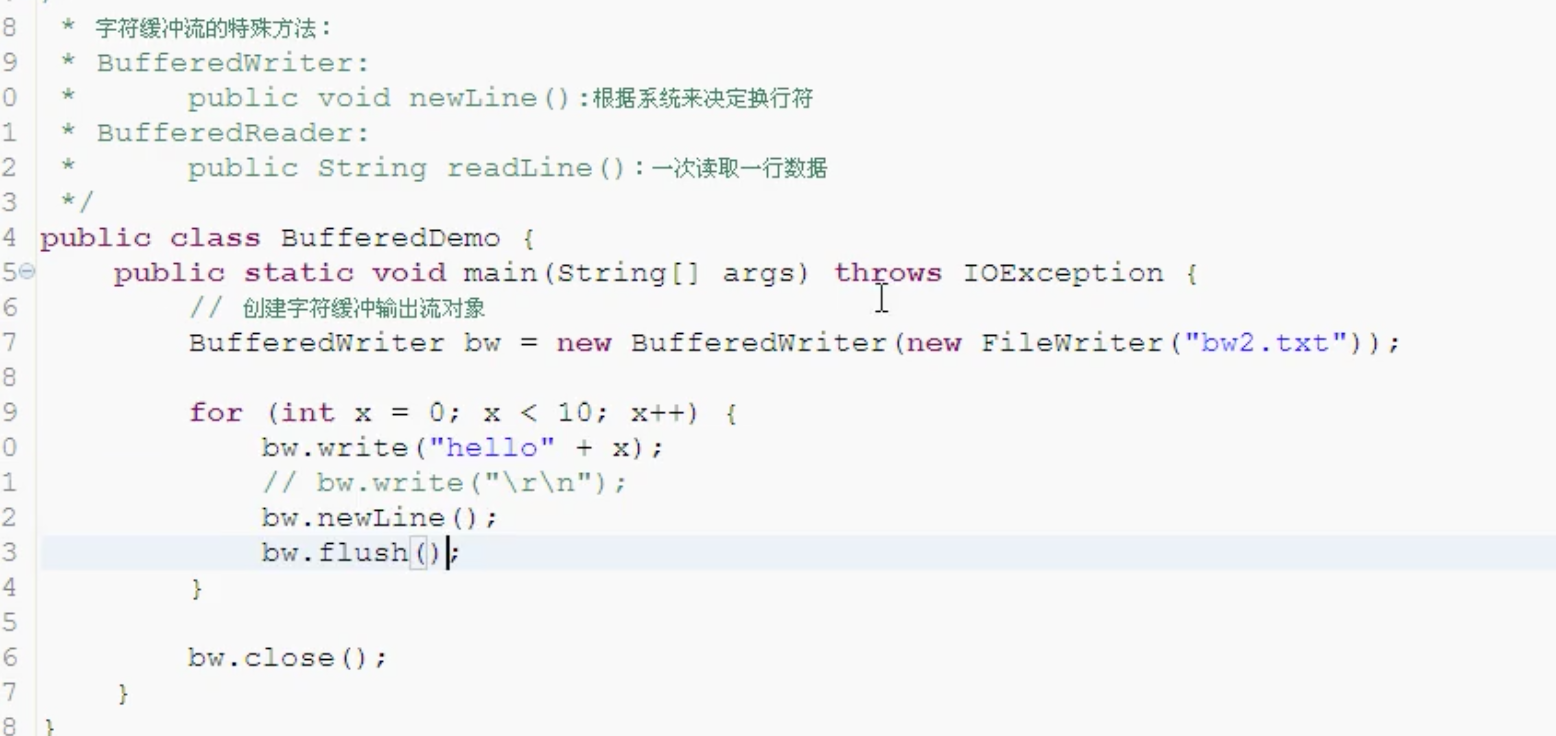 8 * 字符缓冲流的特殊方法：
9 * BufferedWriter:
0 * public void newLine():根据系统来决定换行符
1 * BufferedReader:
2 * public String readLine()：一次读取一行数据
3 */
4 public class BufferedDemo {
5 public static void main(String[] args) throws IOException {
6 // 创建字符缓冲输出流对象
7 BufferedWriter bw = new BufferedWriter(new FileWriter("bw2.txt"));
8
9 for (int x = 0; x < 10; x++) {
0 bw.write("hello" + x);
1 // bw.write("\r\n");
2 bw.newLine();
3 bw.flush();
4 }
5
6 bw.close();
7 }
8 }